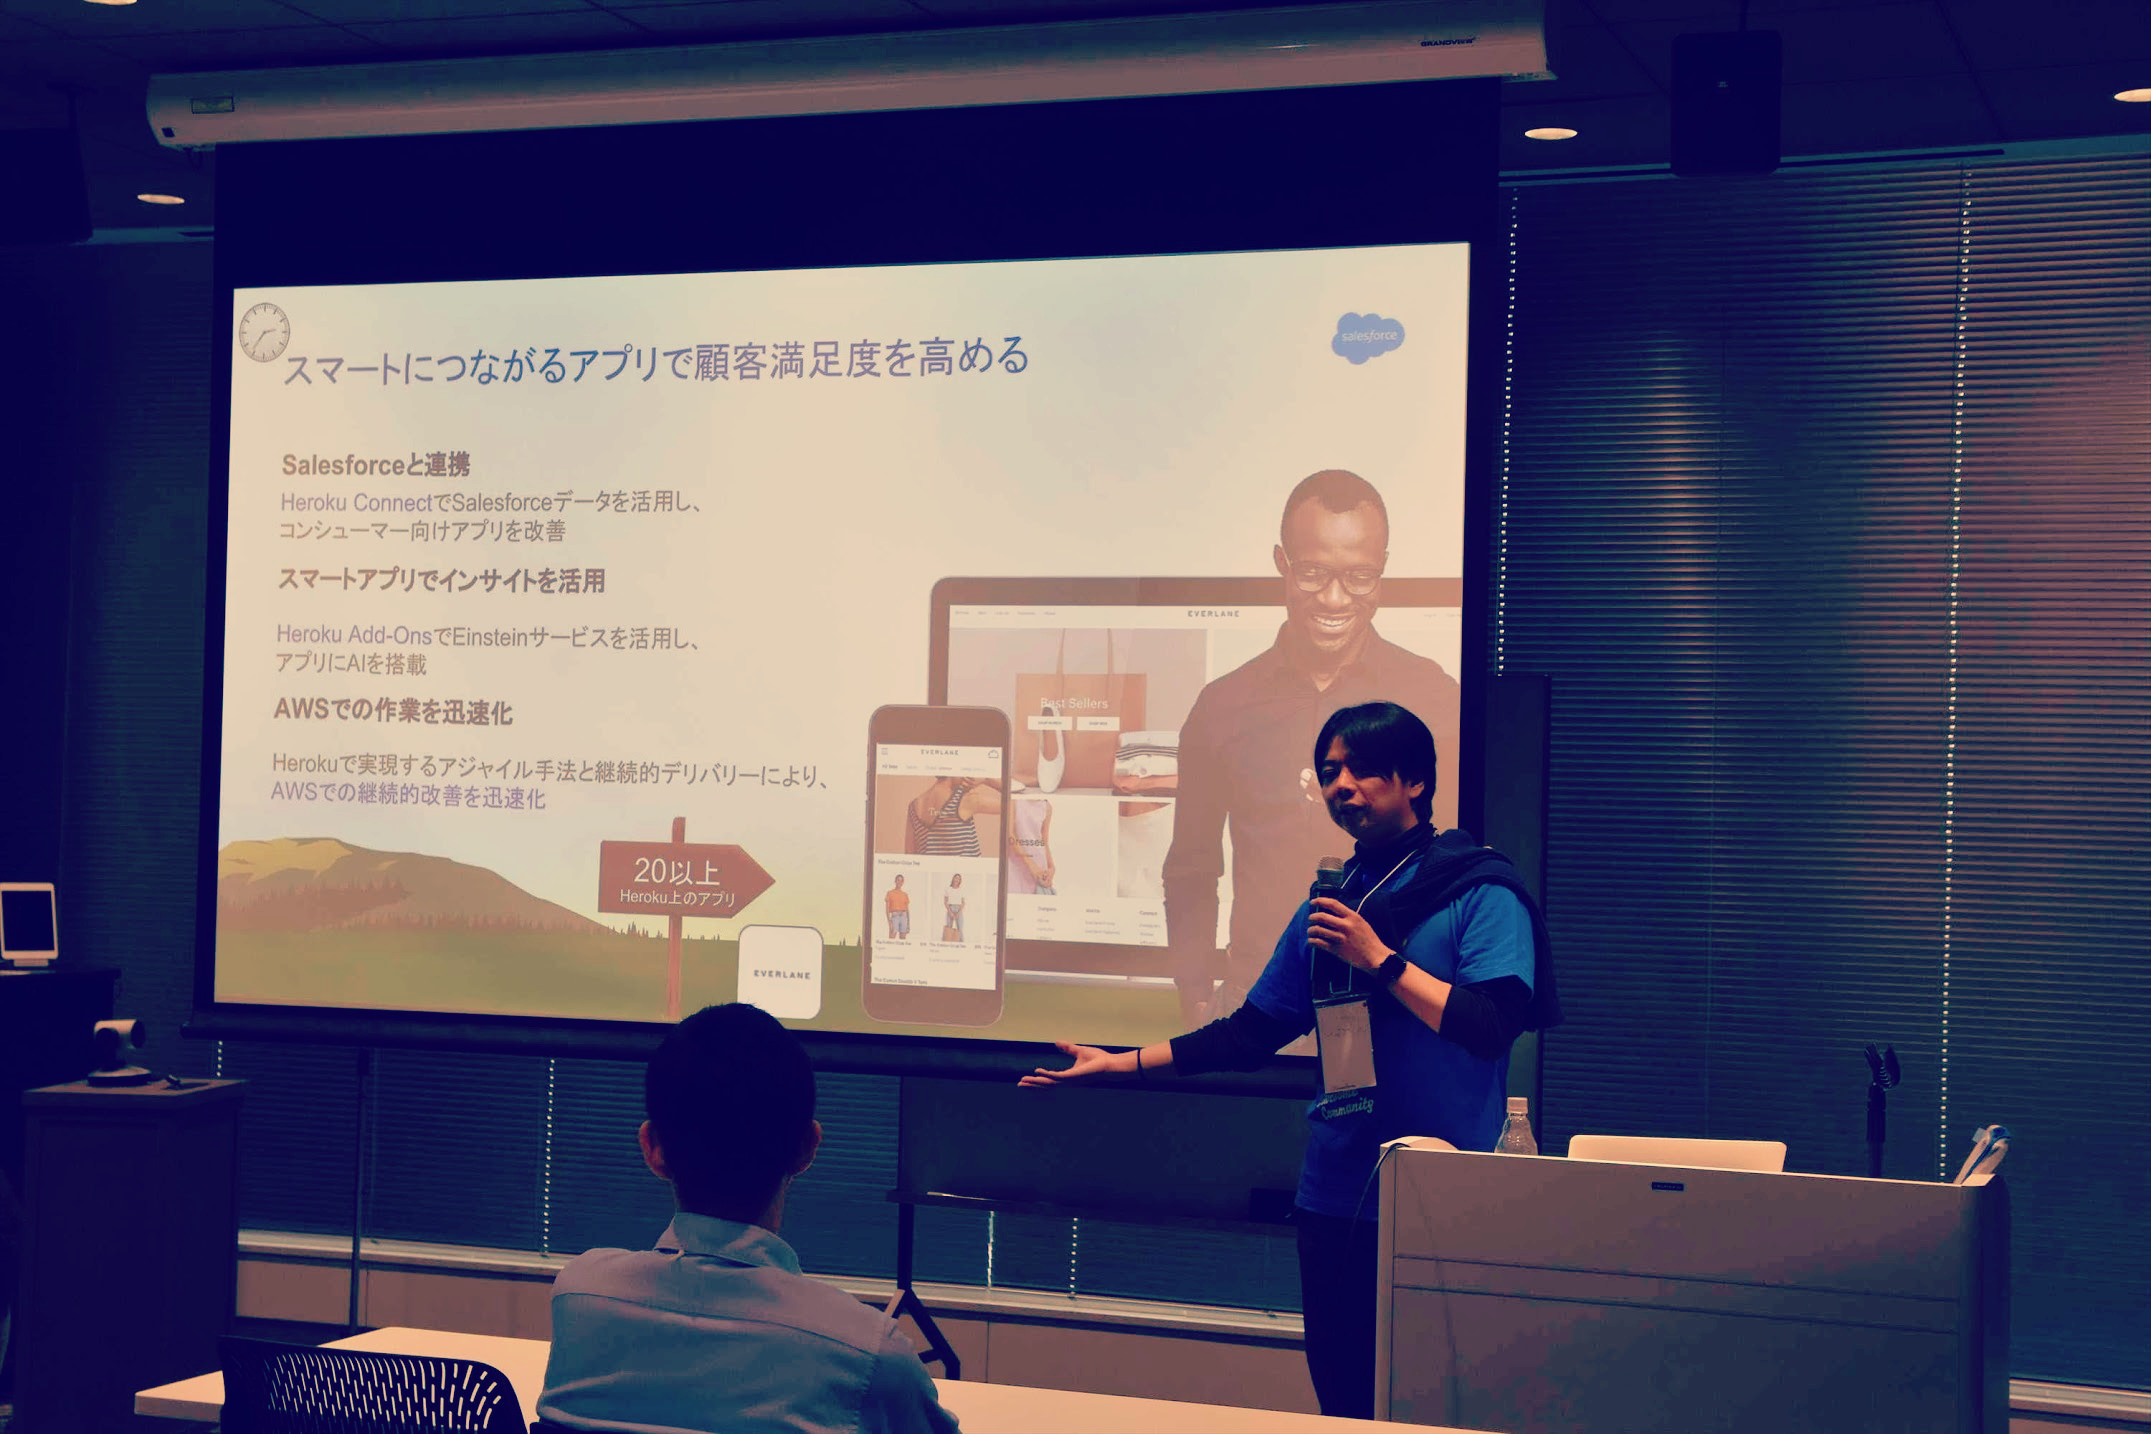 GRANDVIEW
スマートにつながるアプリで顧客満足度を高める
salesforce
Salesforceと連携
Heroku ConnectでSalesforceデータを活用し、
コンシューマー向けアプリを改善
スマートアプリでインサイトを活用
Heroku Add-OnsでEinsteinサービスを活用し、
アプリにAIを搭載
AWSでの作業を迅速化
Herokuで実現するアジャイル手法と継続的デリバリーにより、
AWSでの継続的改善を迅速化
20以上
Heroku上のアプリ
EVERLANE
EVERLANE
EVERLANE
Best Sellers
Dresses
Community